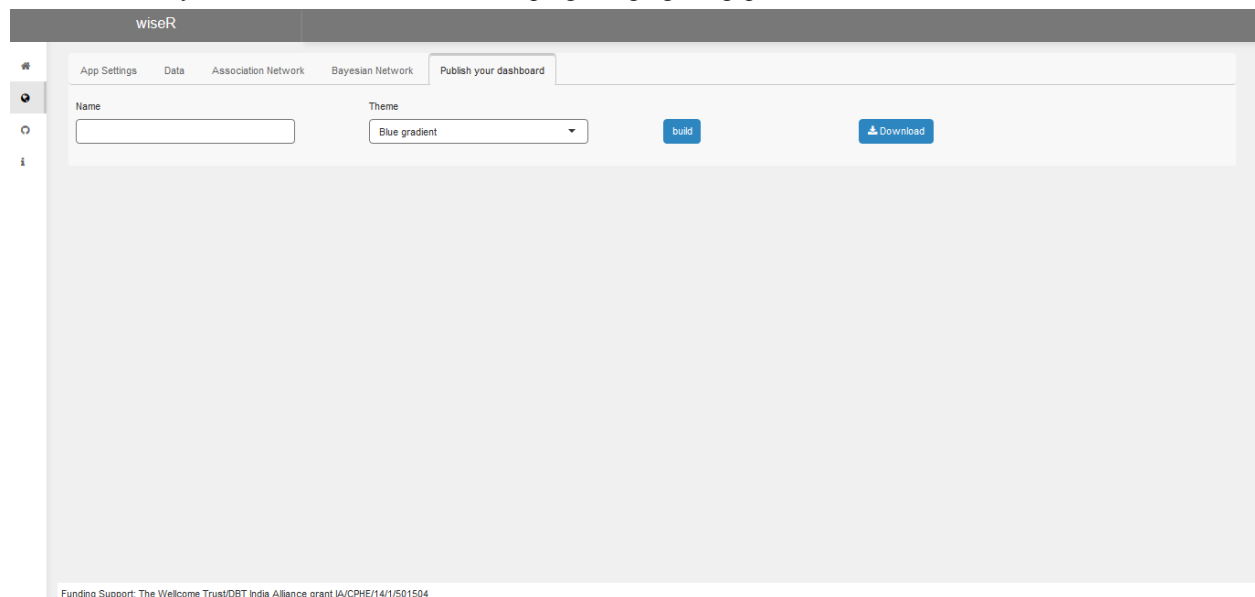 wiseR
App Settings Data Association Network Bayesian Network Publish your dashboard
Name Theme
Blue gradient build Download
Funding Support: The Wellcome Trust/DBT India Alliance grant IA/CPHE/14/1/501504